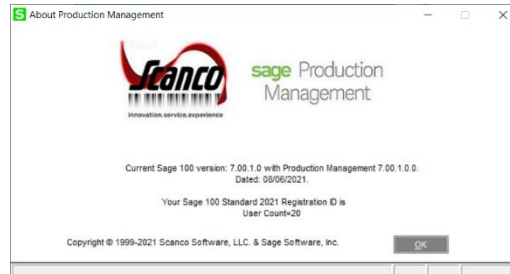 About Production Management
Scanco
innovation.service.experience
sage Production
Management
Current Sage 100 version: 7.00.1.0 with Production Management 7.00.1.0.0.
Dated: 08/06/2021.
Your Sage 100 Standard 2021 Registration ID is
User Count=20
Copyright © 1999-2021 Scanco Software, LLC. & Sage Software, Inc.
OK